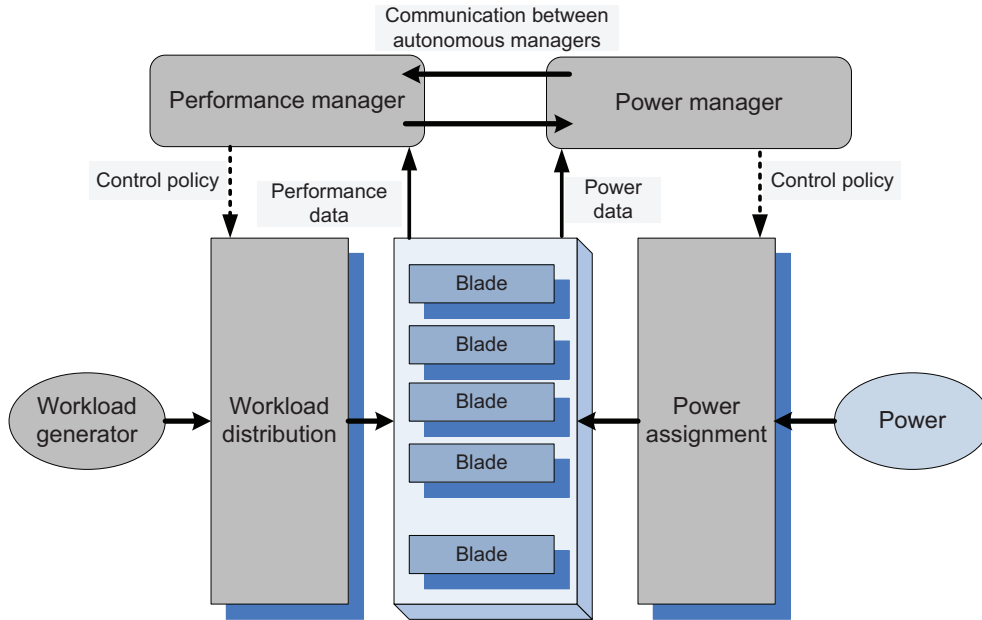 Communication between
autonomous managers
Performance manager
Power manager
Control policy
Performance
data
Power
data
Control policy
Blade
Blade
Blade
Blade
Blade
Workload
generator
Workload
distribution
Power
assignment
Power